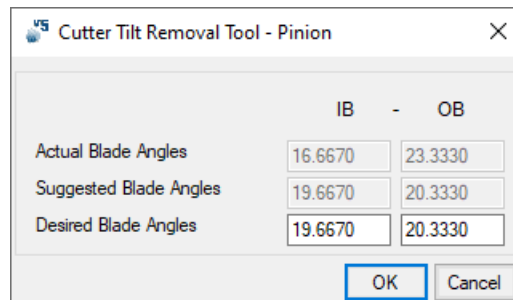 V5 Cutter Tilt Removal Tool - Pinion
IB - OB
Actual Blade Angles 16.6670 23.3330
Suggested Blade Angles 19.6670 20.3330
Desired Blade Angles 19.6670 20.3330
OK Cancel